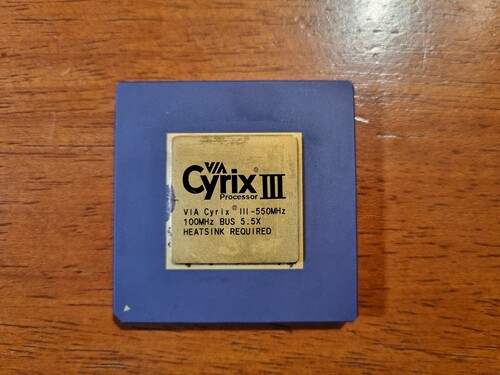 VIA
Cyrix® III
Processor
VIA Cyrix® III-550MHz
100MHz BUS 5.5X
HEATSINK REQUIRED